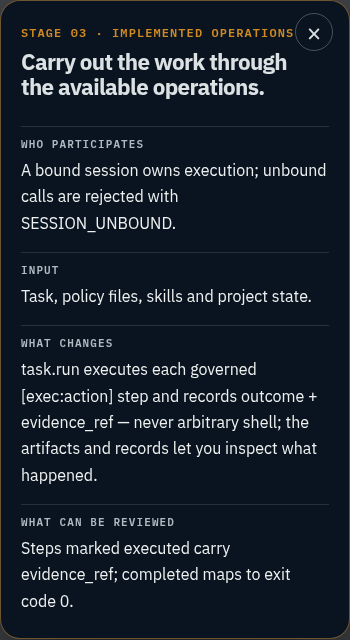 STAGE 03 · IMPLEMENTED OPERATIONS
Carry out the work through
the available operations.
WHO PARTICIPATES
A bound session owns execution; unbound
calls are rejected with
SESSION_UNBOUND.
INPUT
Task, policy files, skills and project state.
WHAT CHANGES
task.run executes each governed
[exec:action] step and records outcome +
evidence_ref — never arbitrary shell; the
artifacts and records let you inspect what
happened.
WHAT CAN BE REVIEWED
Steps marked executed carry
evidence_ref; completed maps to exit
code 0.